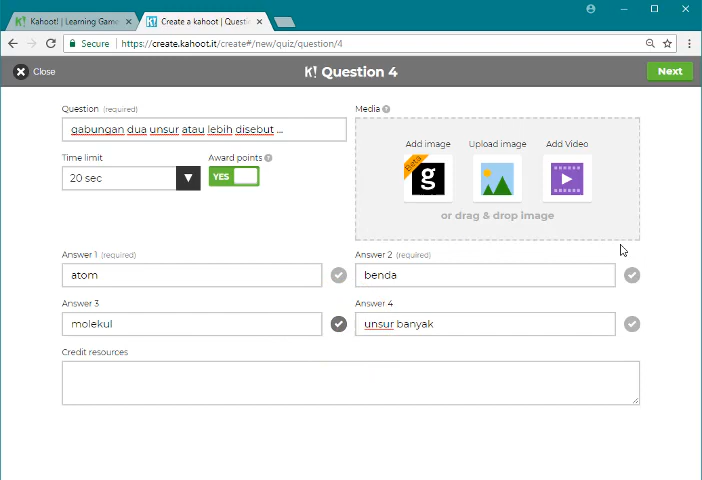 Kahoot! | Learning Game
Create a kahoot | Questi
Secure
https://create.kahoot.it/create#/new/quiz/question/4
Close
K! Question 4
Next
Question (required)
gabungan dua unsur atau lebih disebut ...
Media
Time limit
Award points
20 sec
YES
Add image
Upload image
Add Video
Beta
g
or drag & drop image
Answer 1 (required)
Answer 2 (required)
atom
benda
Answer 3
Answer 4
molekul
unsur banyak
Credit resources